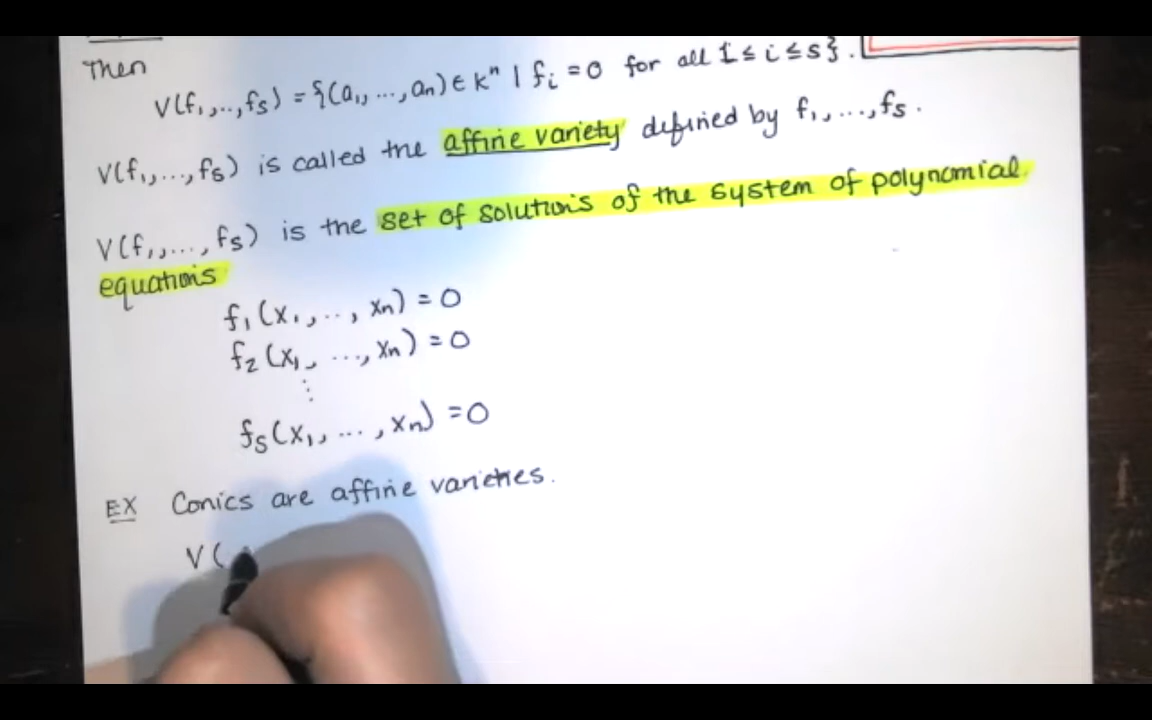 Then
V(f₁,..,fₛ) = {(a₁,...,aₙ) ∈ kⁿ | fᵢ = 0 for all 1 ≤ i ≤ s}.
V(f₁,...,fₛ) is called the affine variety defined by f₁,...,fₛ.
V(f₁,...,fₛ) is the set of solutions of the system of polynomial
equations
f₁(x₁,..,xₙ) = 0
f₂(x₁,...,xₙ) = 0
⋮
fₛ(x₁,...,xₙ) = 0
EX Conics are affine varieties.
V(